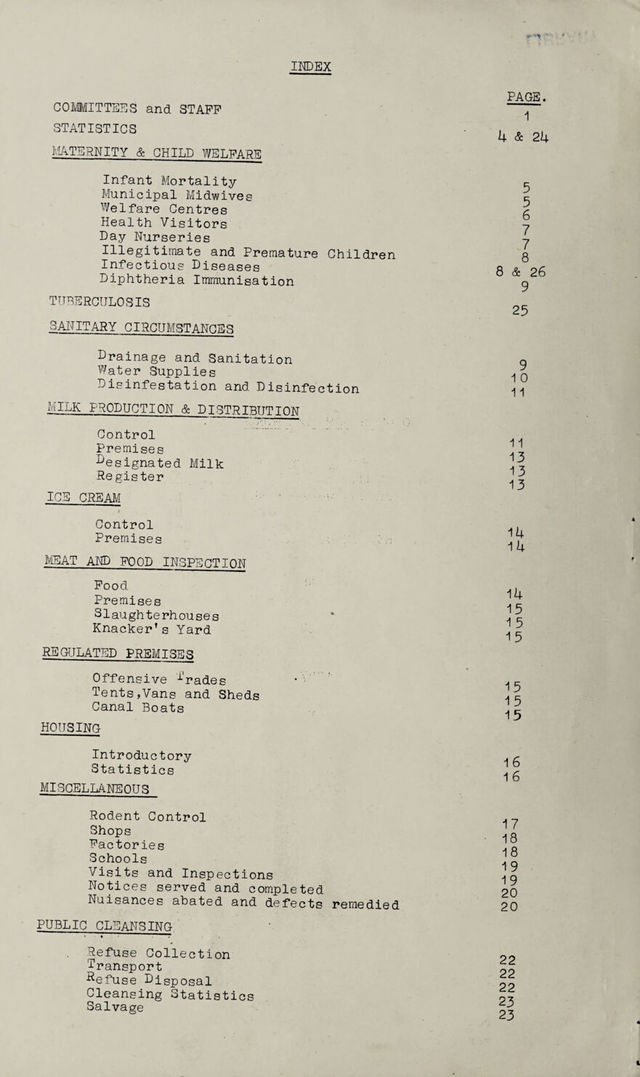 LIBRARY
INDEX
PAGE.
COMMITTEES and STAFF 1
STATISTICS 4 & 24
MATERNITY & CHILD WELFARE
Infant Mortality 5
Municipal Midwives 5
Welfare Centres 6
Health Visitors 7
Day Nurseries 7
Illegitimate and Premature Children 8
Infectious Diseases 8 & 26
Diphtheria Immunisation 9
TUBERCULOSIS 25
SANITARY CIRCUMSTANCES
Drainage and Sanitation 9
Water Supplies 10
Disinfestation and Disinfection 11
MILK PRODUCTION & DISTRIBUTION
Control 11
Premises 13
Designated Milk 13
Register 13
ICE CREAM
Control 14
Premises 14
MEAT AND FOOD INSPECTION
Food 14
Premises 15
Slaughterhouses 15
Knacker's Yard 15
REGULATED PREMISES
Offensive Trades 15
Tents,Vans and Sheds 15
Canal Boats 15
HOUSING
Introductory 16
Statistics 16
MISCELLANEOUS
Rodent Control 17
Shops 18
Factories 18
Schools 19
Visits and Inspections 19
Notices served and completed 20
Nuisances abated and defects remedied 20
PUBLIC CLEANSING
Refuse Collection 22
Transport 22
Refuse Disposal 22
Cleansing Statistics 23
Salvage 23